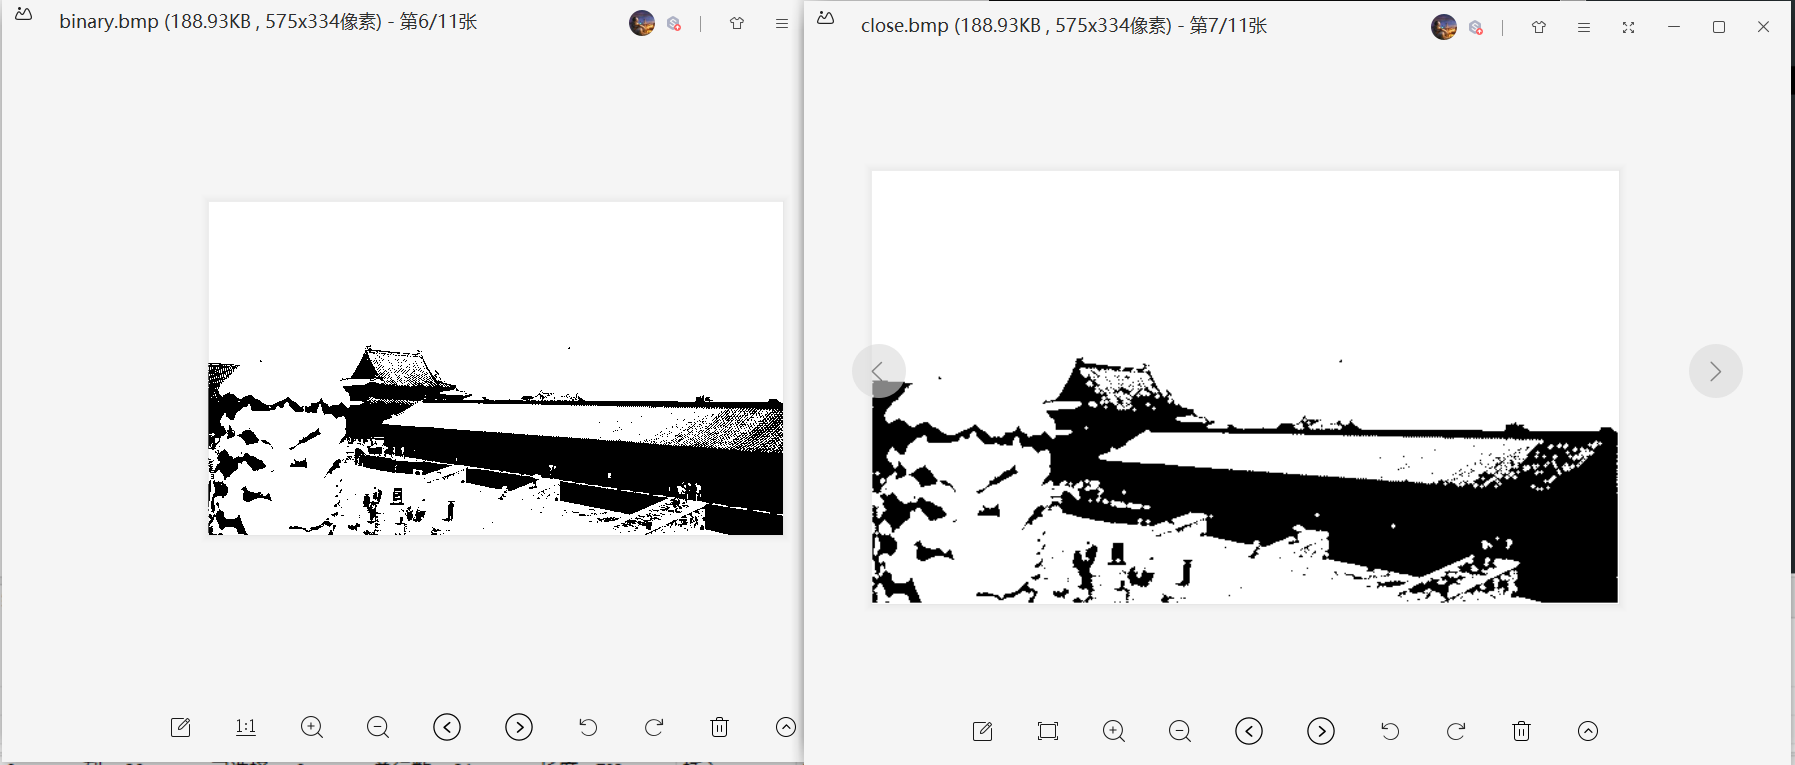 binary.bmp (188.93KB , 575x334像素) - 第6/11张
close.bmp (188.93KB , 575x334像素) - 第7/11张
1:1